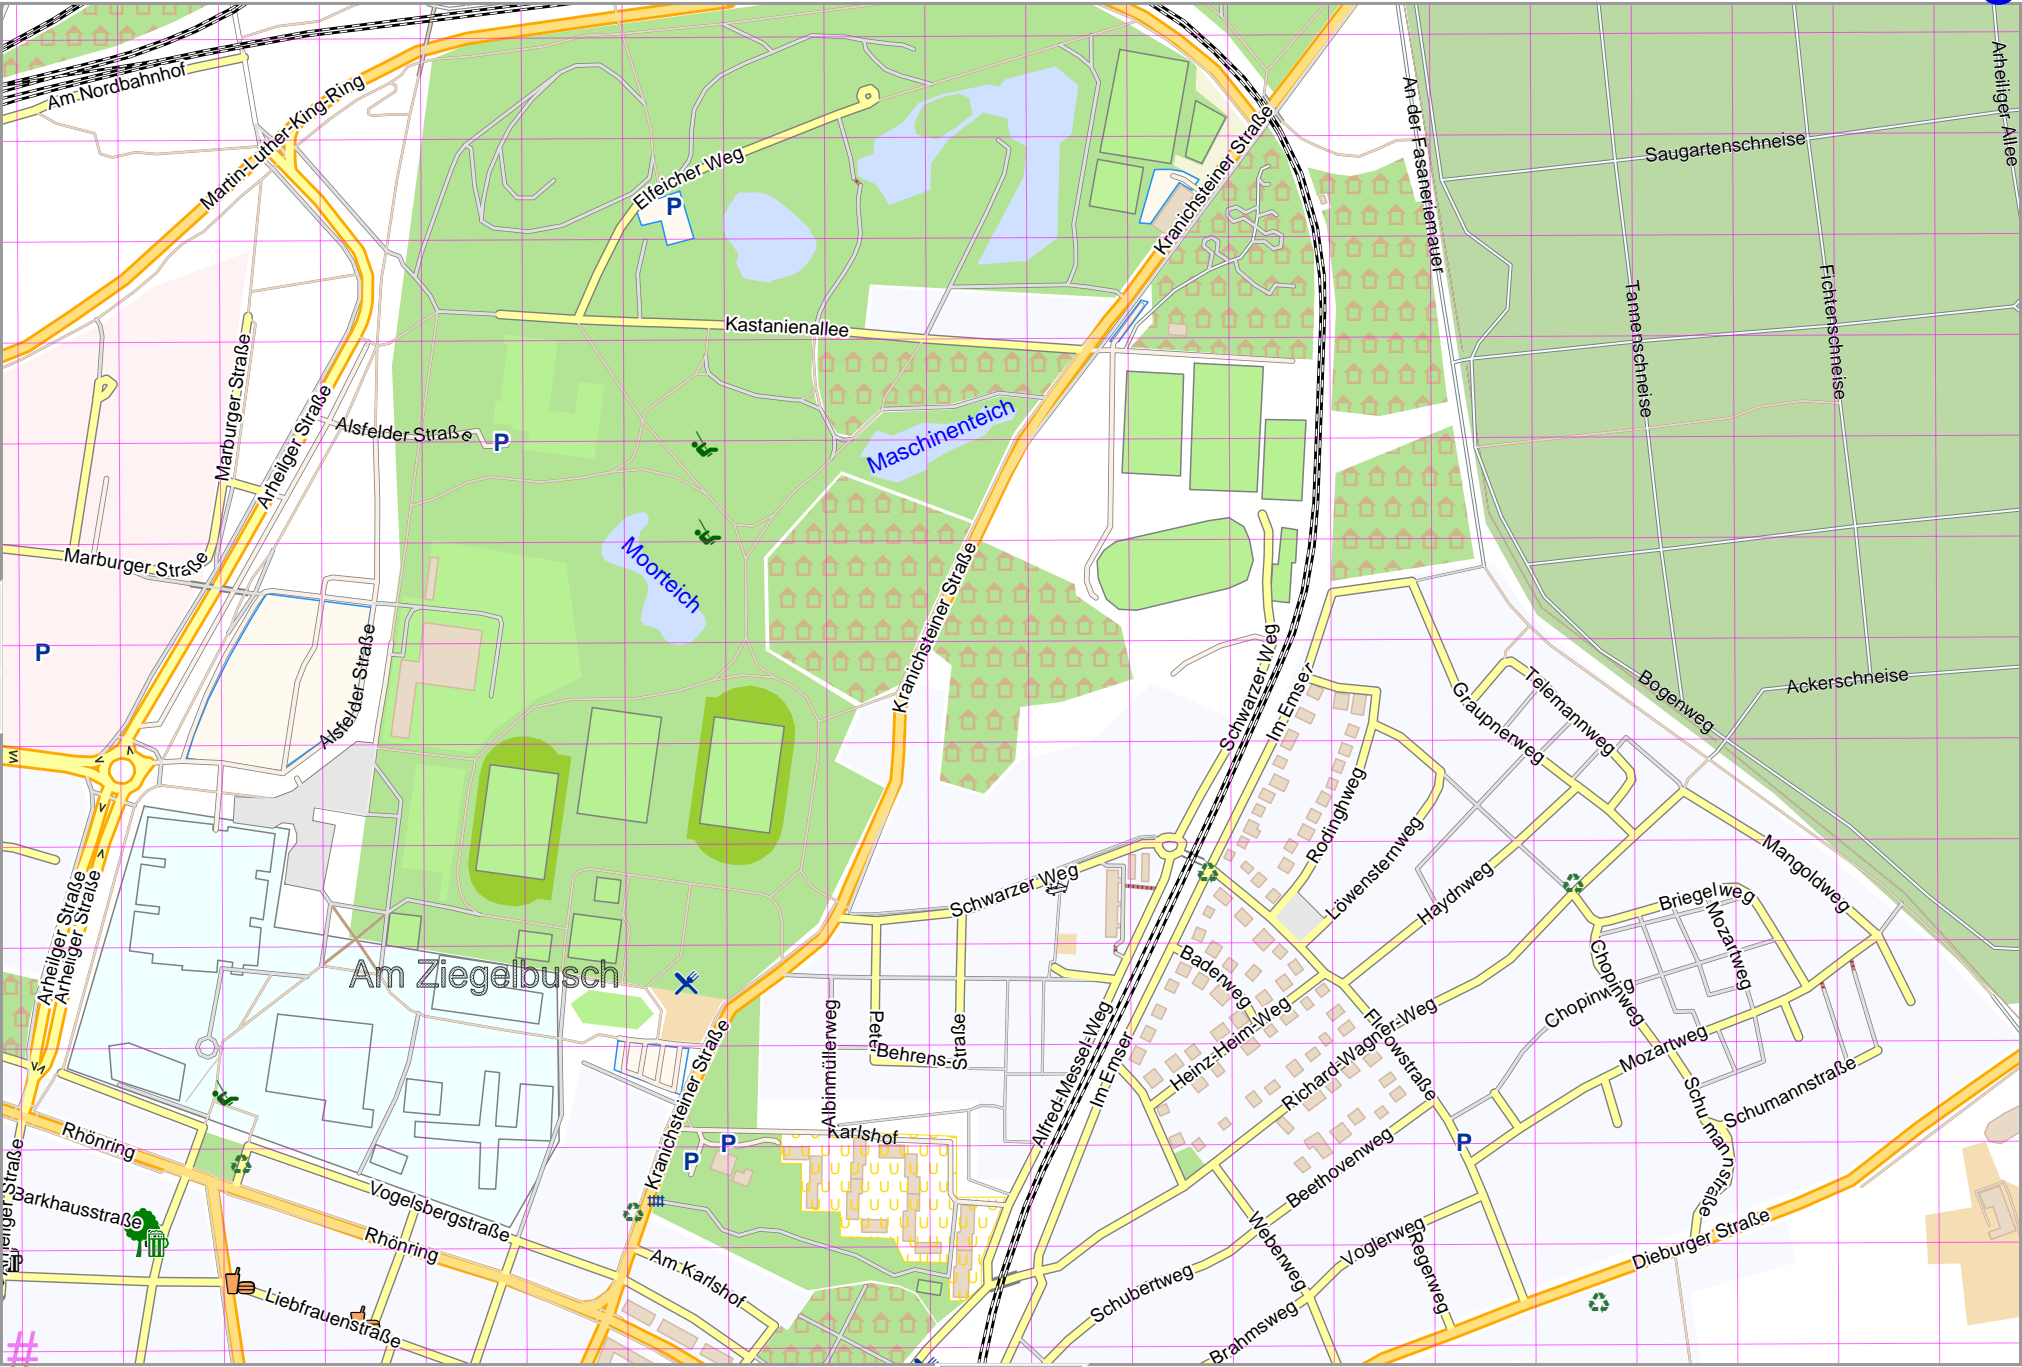 Am Nordbahnhof
Martin-Luther-King-Ring
Elfeicher Weg
P
Kranichsteiner Straße
An der Fasaneriemauer
Saugartenschneise
Arheiliger Allee
Tannenschneise
Fichtenschneise
Kastanienallee
Marburger Straße
Arheilger Straße
Alsfelder Straße
P
Maschinenteich
Marburger Straße
Moorteich
Kranichsteiner Straße
P
Alsfelder Straße
Schwarzer Weg
Im Emser
Graupnerweg
Telemannweg
Bogenweg
Ackerschneise
Rodinghweg
Löwensternweg
Haydnweg
Mangoldweg
Briegelweg
Mozartweg
Schwarzer Weg
Arheilger Straße
Arheilger Straße
Am Ziegelbusch
Baderweg
Heinz-Heim-Weg
Chopinweg
Chopinweg
Flotowstraße
Richard-Wagner-Weg
Albinmüllerweg
Peter-
Behrens-
Straße
Alfred-Messel-Weg
Im Emser
Mozartweg
Schumannstraße
Schumannstraße
Kranichsteiner Straße
Karlshof
P
P
P
Rhönring
Barkhausstraße
Arheilger Straße
Vogelsbergstraße
Rhönring
Beethovenweg
Weberweg
Voglerweg
Regerweg
Dieburger Straße
Am Karlshof
Schubertweg
Brahmsweg
Liebfrauenstraße
#